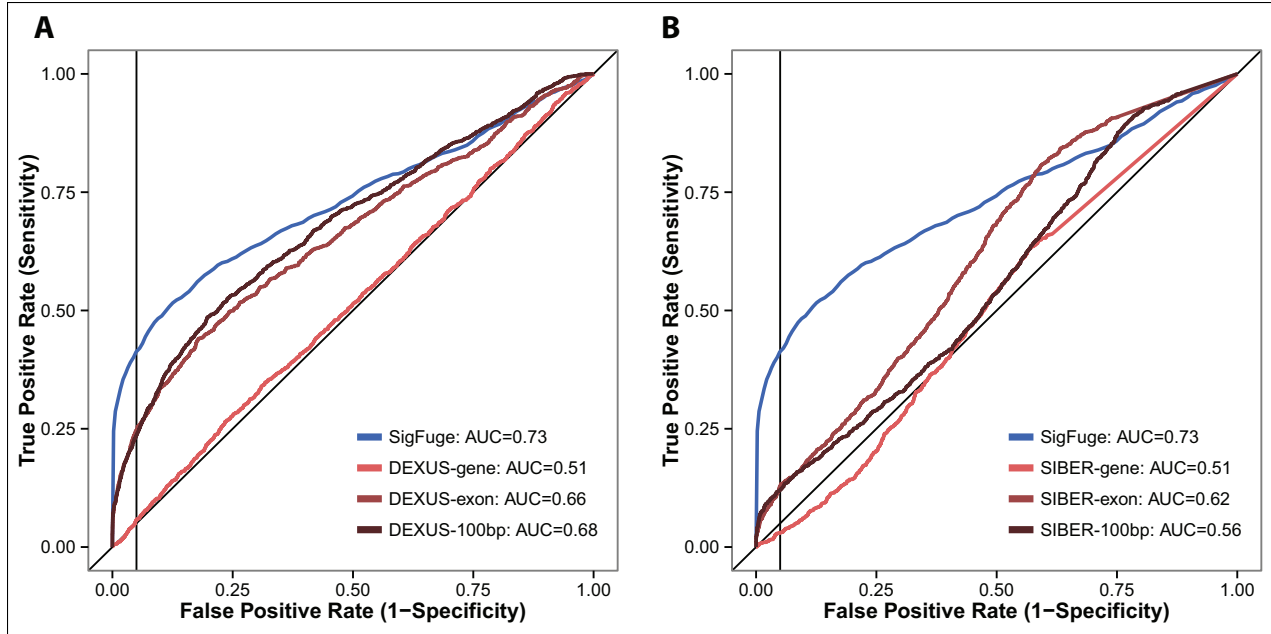 A
True Positive Rate (Sensitivity)
1.00
0.75
0.50
0.25
0.00
SigFuge: AUC=0.73
DEXUS-gene: AUC=0.51
DEXUS-exon: AUC=0.66
DEXUS-100bp: AUC=0.68
0.00 0.25 0.50 0.75 1.00
False Positive Rate (1−Specificity)
B
True Positive Rate (Sensitivity)
1.00
0.75
0.50
0.25
0.00
SigFuge: AUC=0.73
SIBER-gene: AUC=0.51
SIBER-exon: AUC=0.62
SIBER-100bp: AUC=0.56
0.00 0.25 0.50 0.75 1.00
False Positive Rate (1−Specificity)